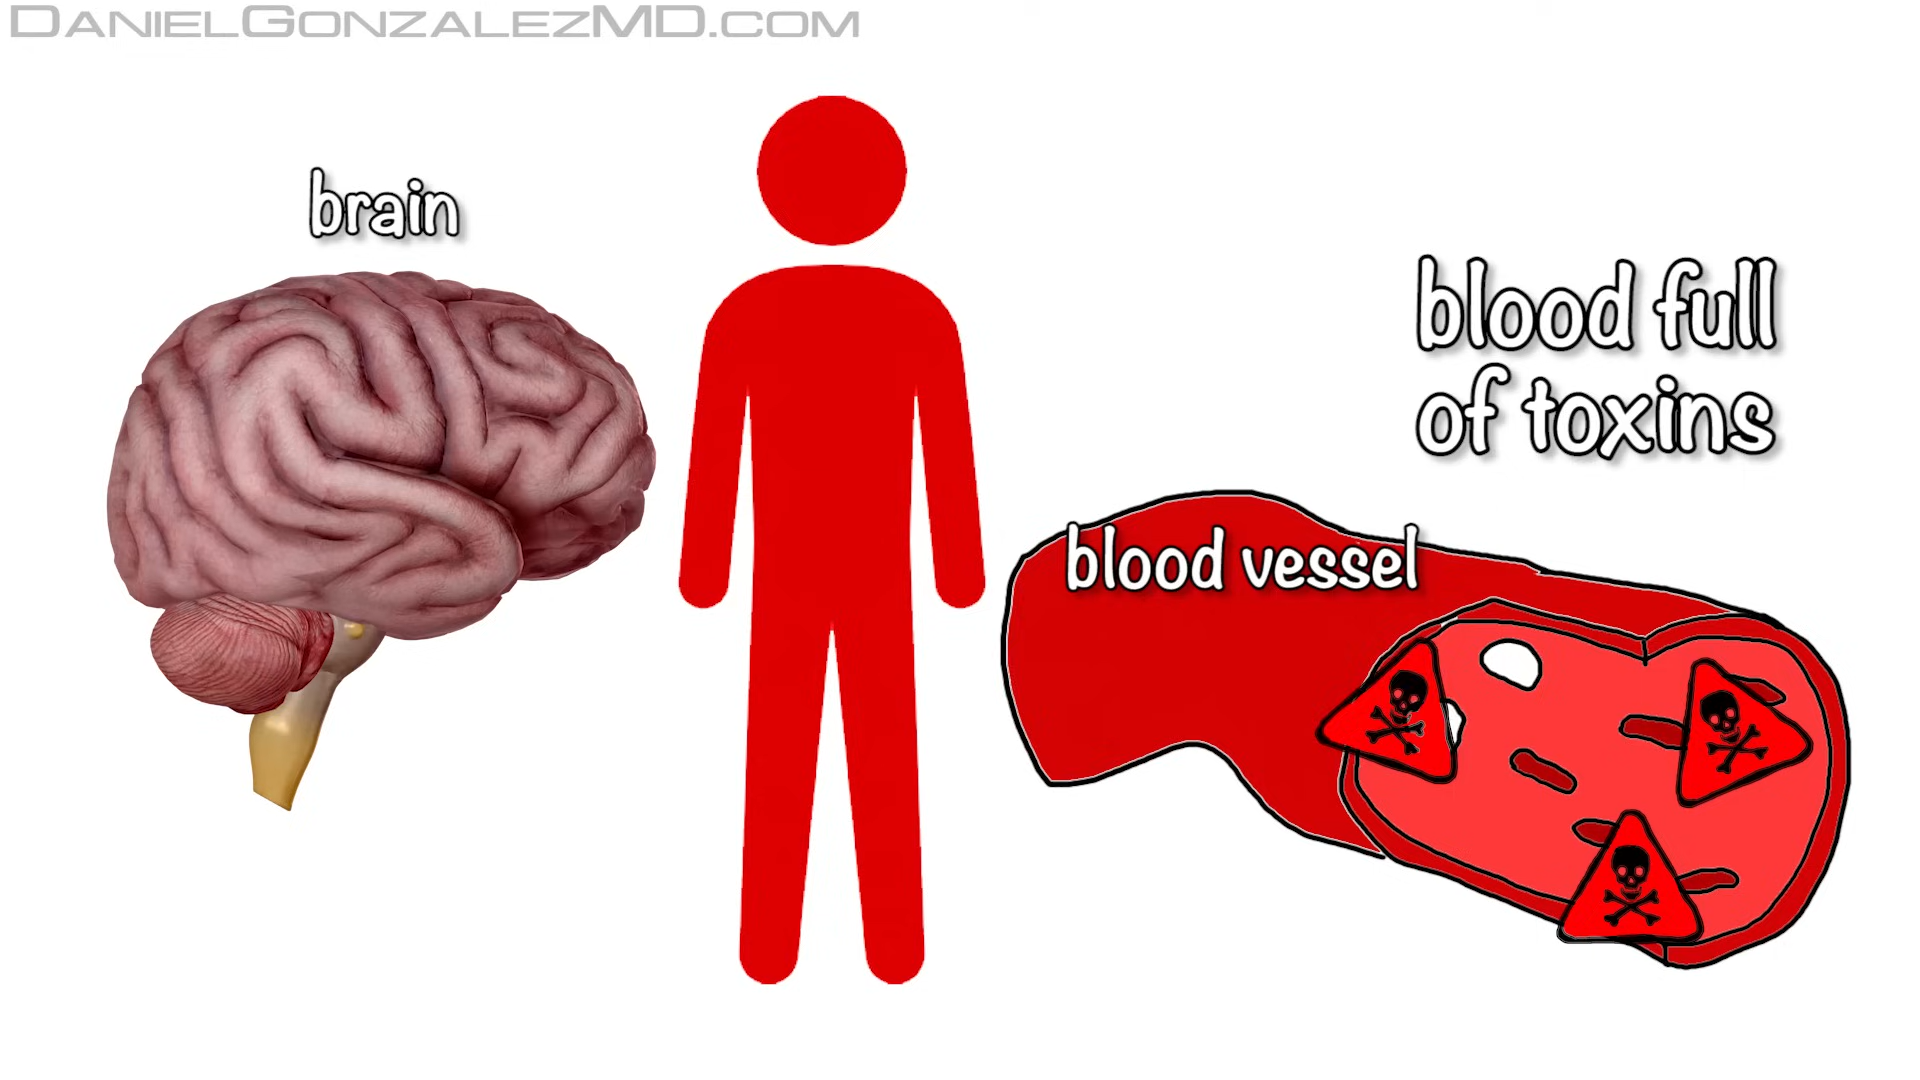 DANIELGONZALEZMD.COM
brain
blood full
of toxins
blood vessel